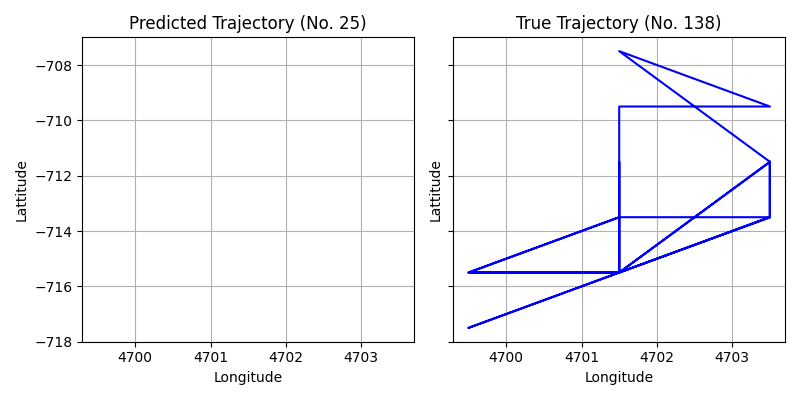 Predicted Trajectory (No. 25)
True Trajectory (No. 138)
−708
−710
−712
−714
−716
−718
Lattitude
Lattitude
4700
4701
4702
4703
4700
4701
4702
4703
Longitude
Longitude